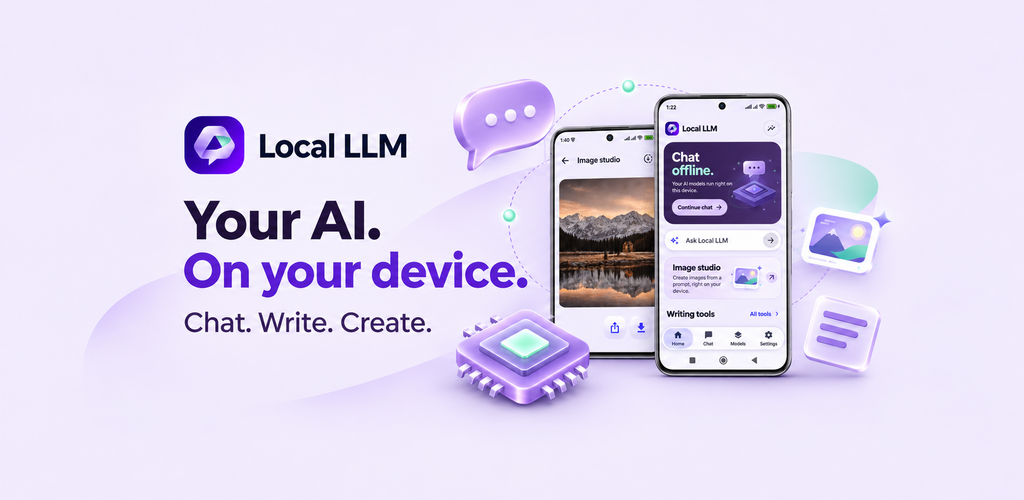 Local LLM
Your AI.
On your device.
Chat. Write. Create.
1:40
Image studio
1:22
Local LLM
Chat
offline.
Your AI models run right on
this device.
Continue chat
Ask Local LLM
Image studio
Create images from a
prompt, right on your
device.
Writing tools
All tools
Home
Chat
Models
Settings